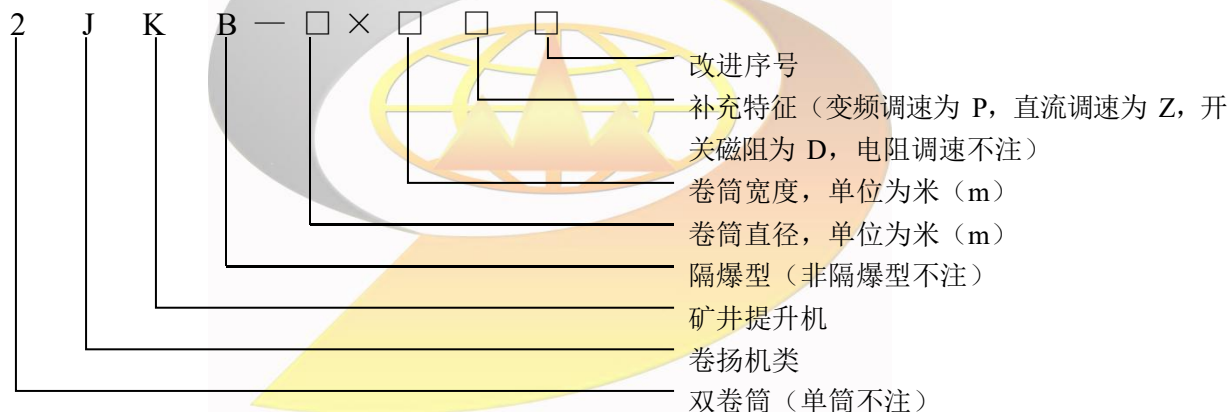 2 J K B — □ × □ □ □
改进序号
补充特征（变频调速为 P，直流调速为 Z，开
关磁阻为 D，电阻调速不注）
卷筒宽度，单位为米（m）
卷筒直径，单位为米（m）
隔爆型（非隔爆型不注）
矿井提升机
卷扬机类
双卷筒（单筒不注）